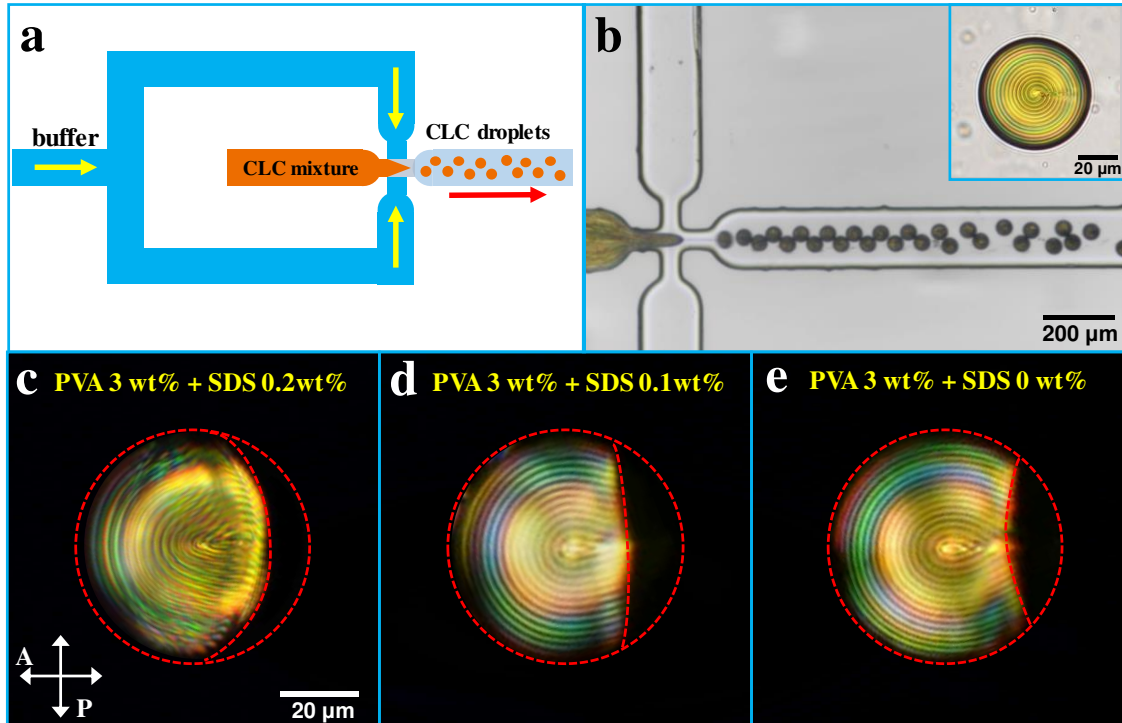 a
buffer
CLC mixture
CLC droplets
b
20 µm
200 µm
c
PVA 3 wt% + SDS 0.2wt%
A
P
20 µm
d
PVA 3 wt% + SDS 0.1wt%
e
PVA 3 wt% + SDS 0 wt%